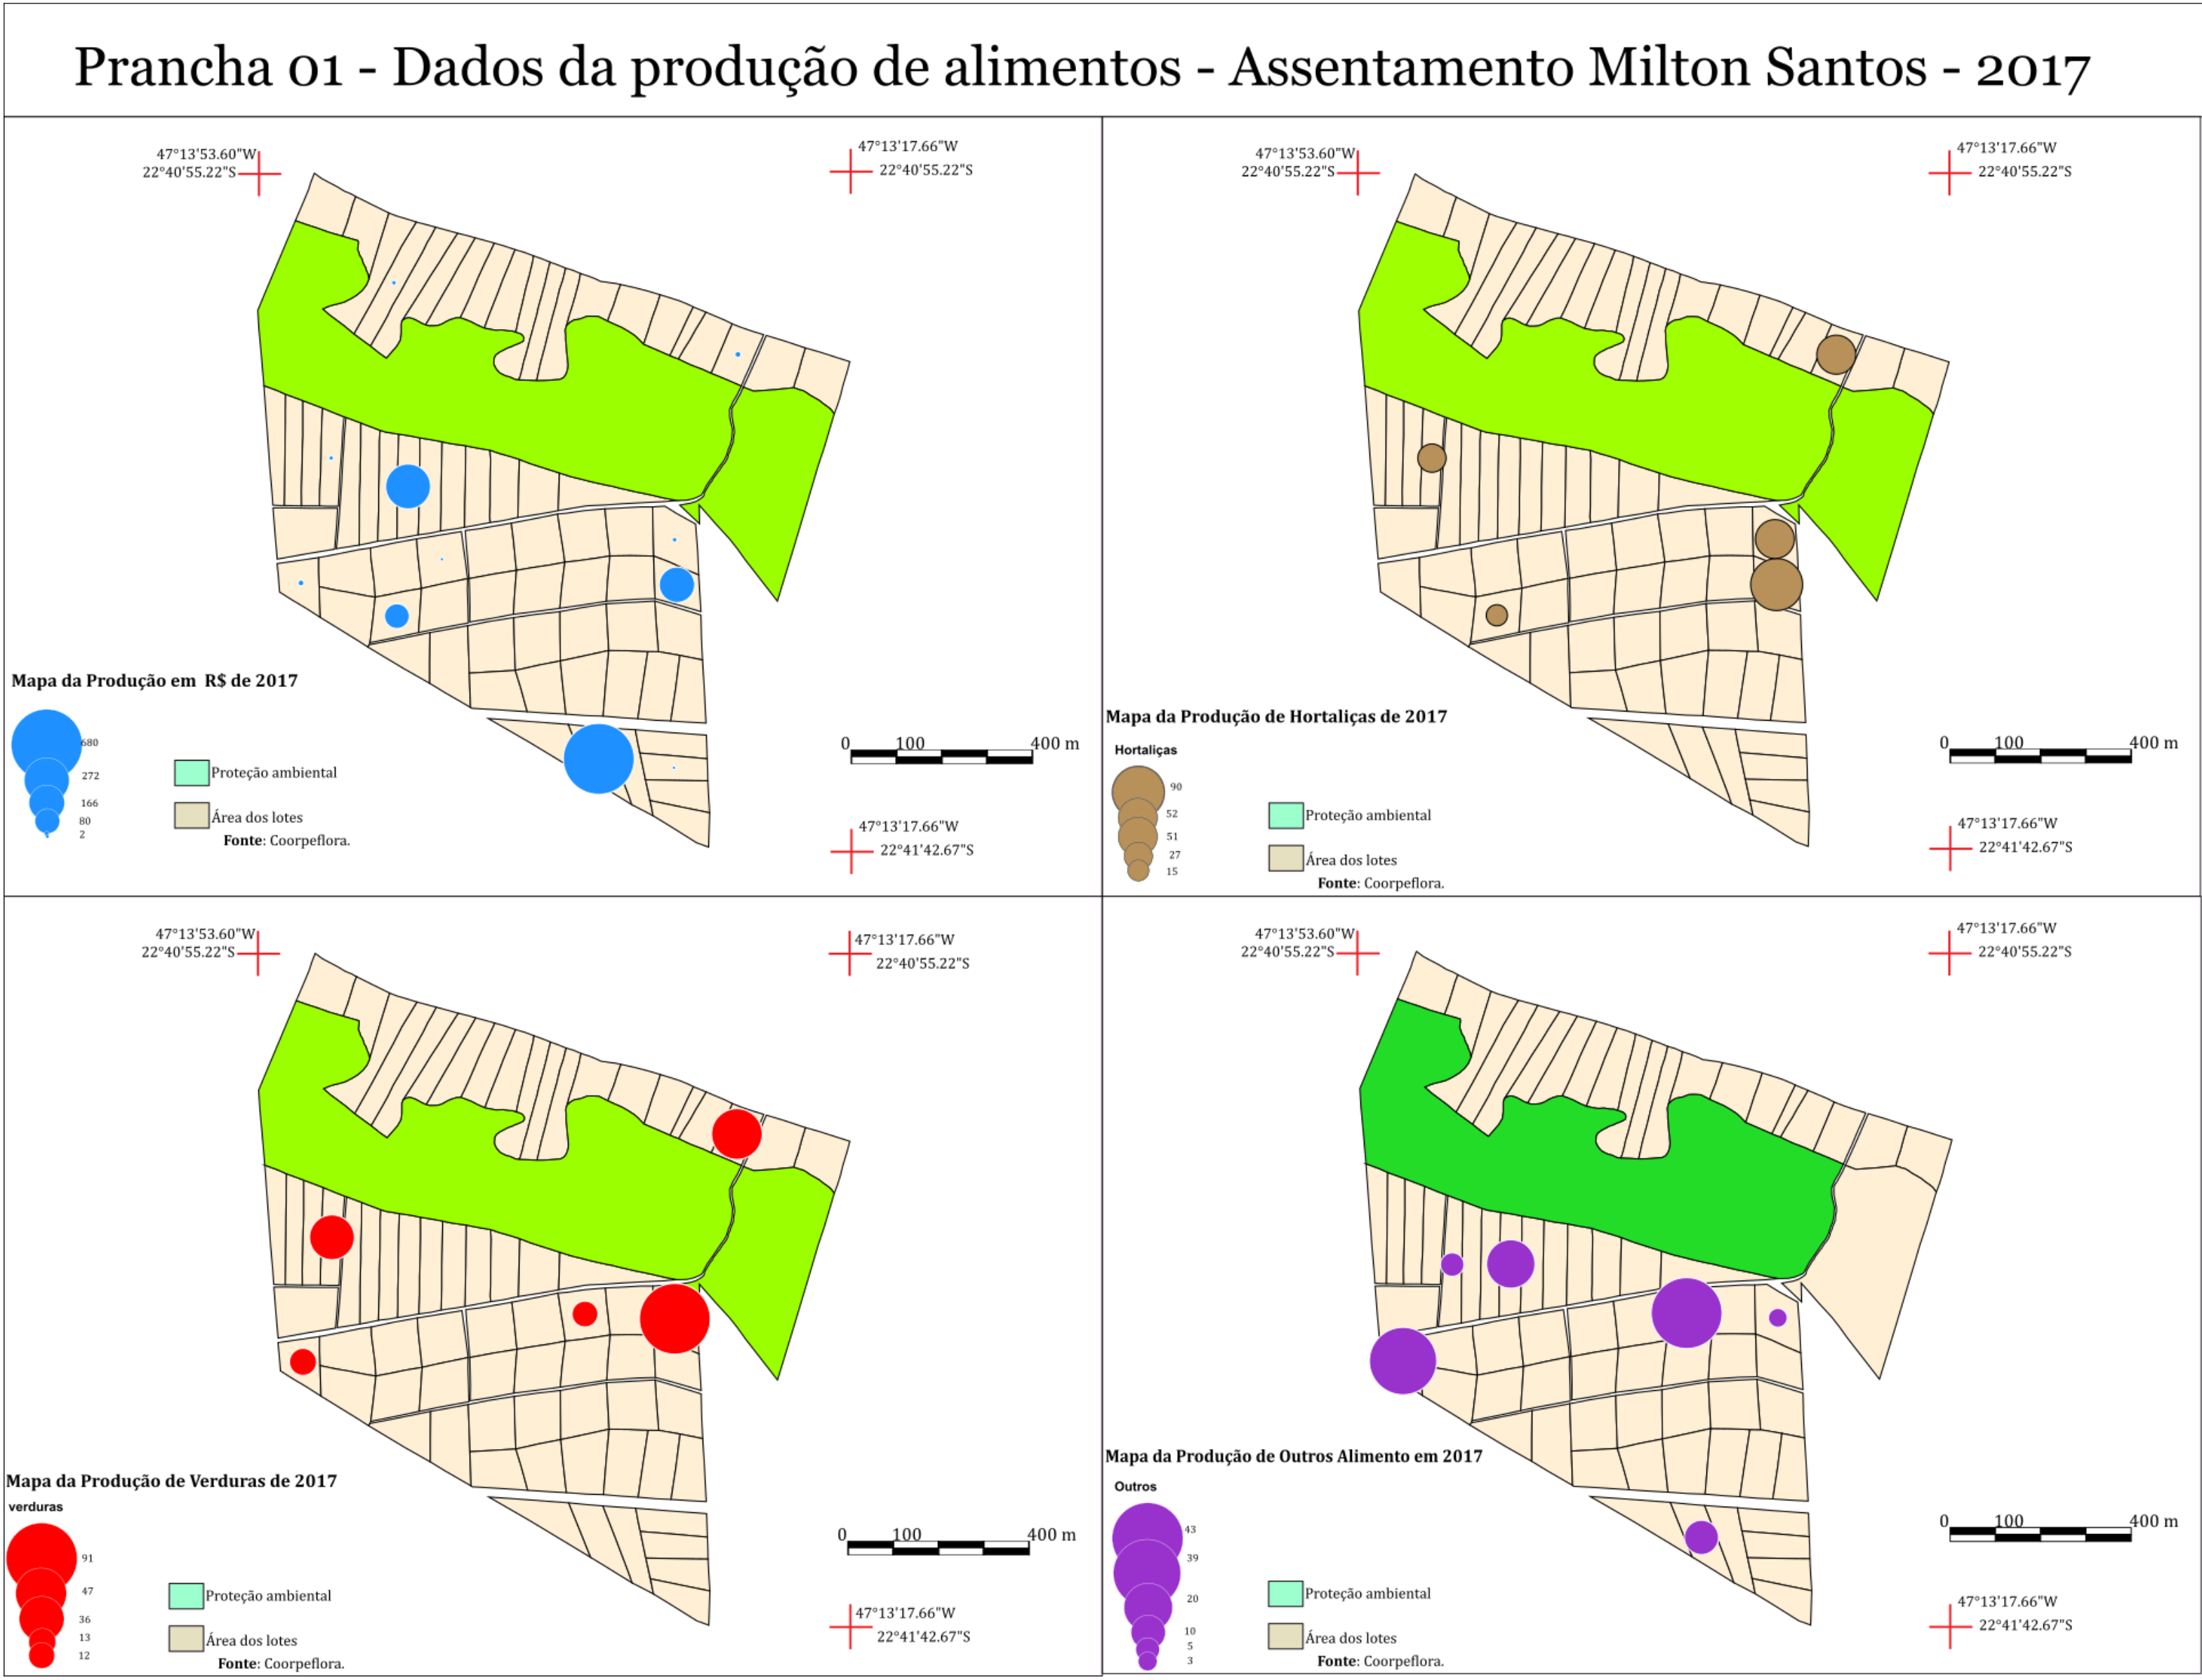 Prancha 01 - Dados da produção de alimentos - Assentamento Milton Santos - 2017
47°13'53.60"W
22°40'55.22"S
47°13'17.66"W
22°40'55.22"S
Mapa da Produção em R$ de 2017
680
272
166
80
2
Proteção ambiental
Área dos lotes
Fonte: Coorpeflora.
0 100 400 m
47°13'17.66"W
22°41'42.67"S
47°13'53.60"W
22°40'55.22"S
47°13'17.66"W
22°40'55.22"S
Mapa da Produção de Hortaliças de 2017
Hortaliças
90
52
51
27
15
Proteção ambiental
Área dos lotes
Fonte: Coorpeflora.
0 100 400 m
47°13'17.66"W
22°41'42.67"S
47°13'53.60"W
22°40'55.22"S
47°13'17.66"W
22°40'55.22"S
Mapa da Produção de Verduras de 2017
verduras
91
47
36
13
12
Proteção ambiental
Área dos lotes
Fonte: Coorpeflora.
0 100 400 m
47°13'17.66"W
22°41'42.67"S
47°13'53.60"W
22°40'55.22"S
47°13'17.66"W
22°40'55.22"S
Mapa da Produção de Outros Alimento em 2017
Outros
43
39
20
10
5
3
Proteção ambiental
Área dos lotes
Fonte: Coorpeflora.
0 100 400 m
47°13'17.66"W
22°41'42.67"S